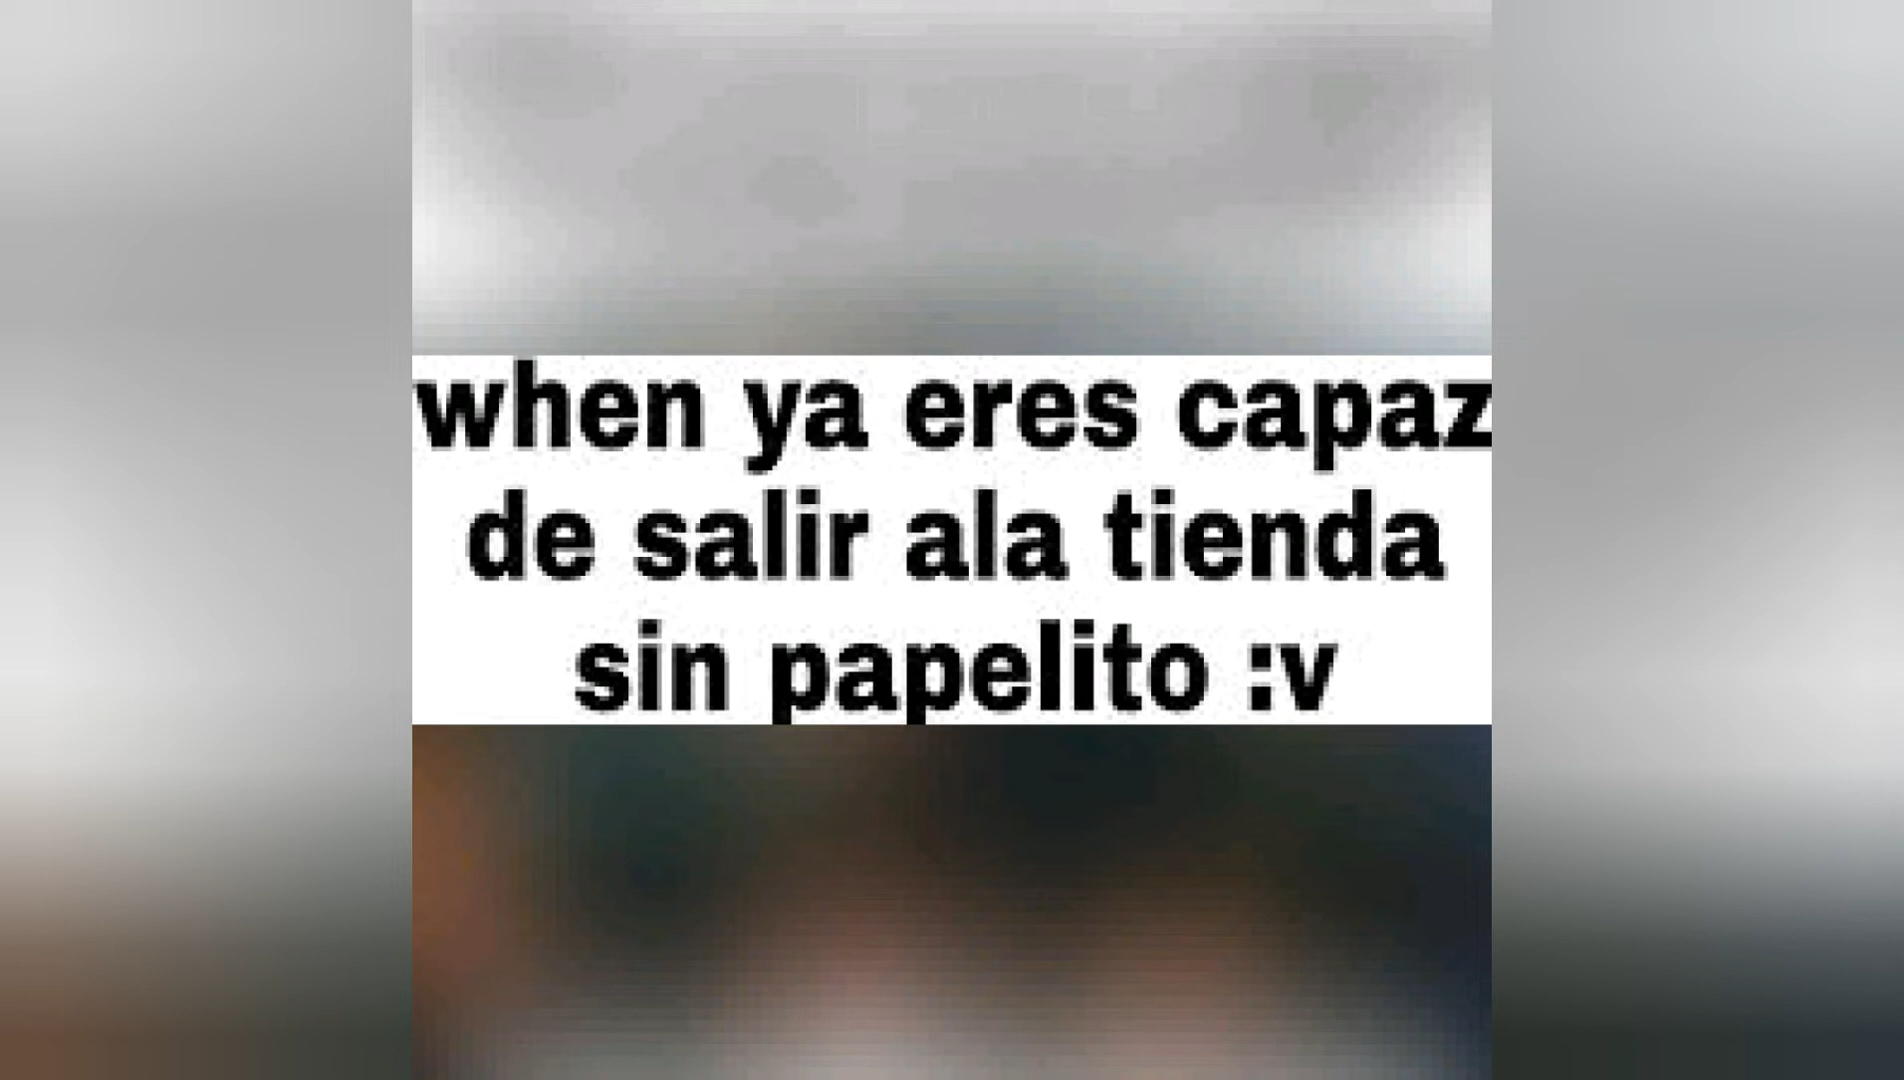 when ya eres capaz
de salir ala tienda
sin papelito :v